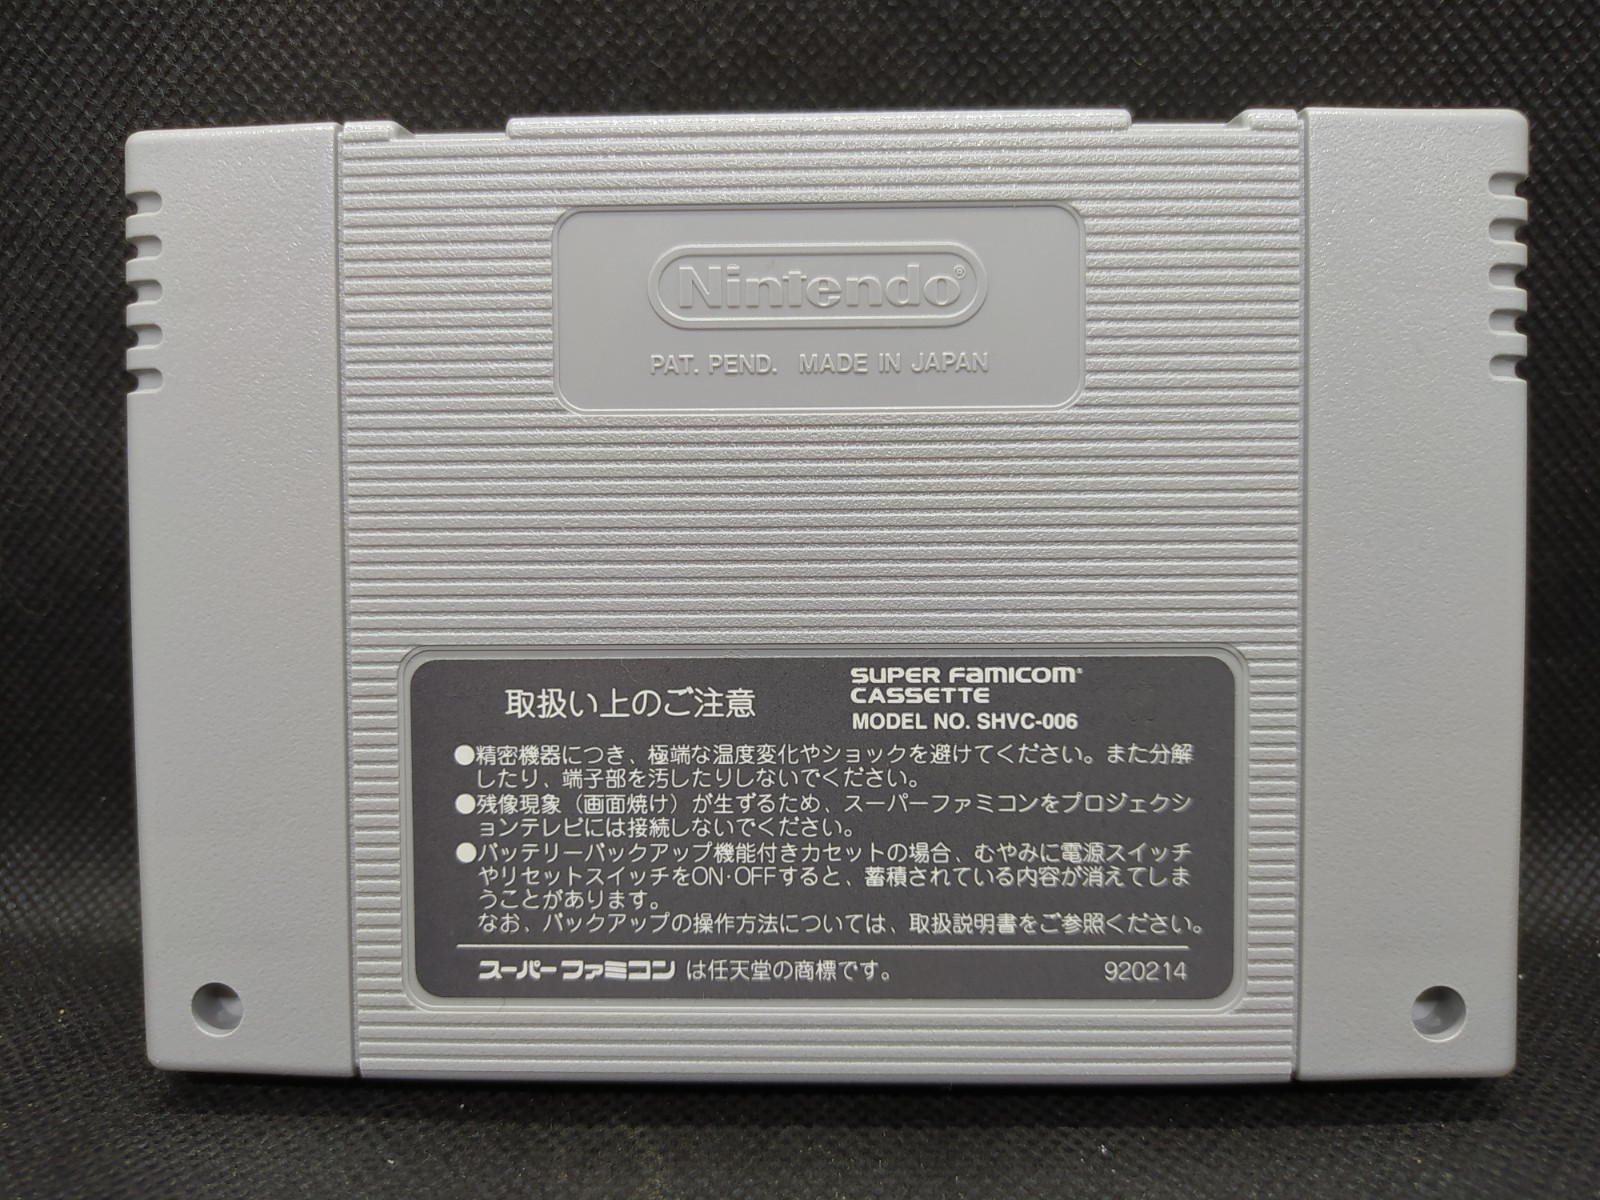 Nintendo®
PAT. PEND. MADE IN JAPAN
取扱い上のご注意
SUPER FAMICOM®
CASSETTE
MODEL NO. SHVC-006
●精密機器につき、極端な温度変化やショックを避けてください。また分解
したり、端子部を汚したりしないでください。
●残像現象（画面焼け）が生ずるため、スーパーファミコンをプロジェクシ
ョンテレビには接続しないでください。
●バッテリーバックアップ機能付きカセットの場合、むやみに電源スイッチ
やリセットスイッチをON·OFFすると、蓄積されている内容が消えてしま
うことがあります。
なお、バックアップの操作方法については、取扱説明書をご参照ください。
スーパーファミコン は任天堂の商標です。
920214